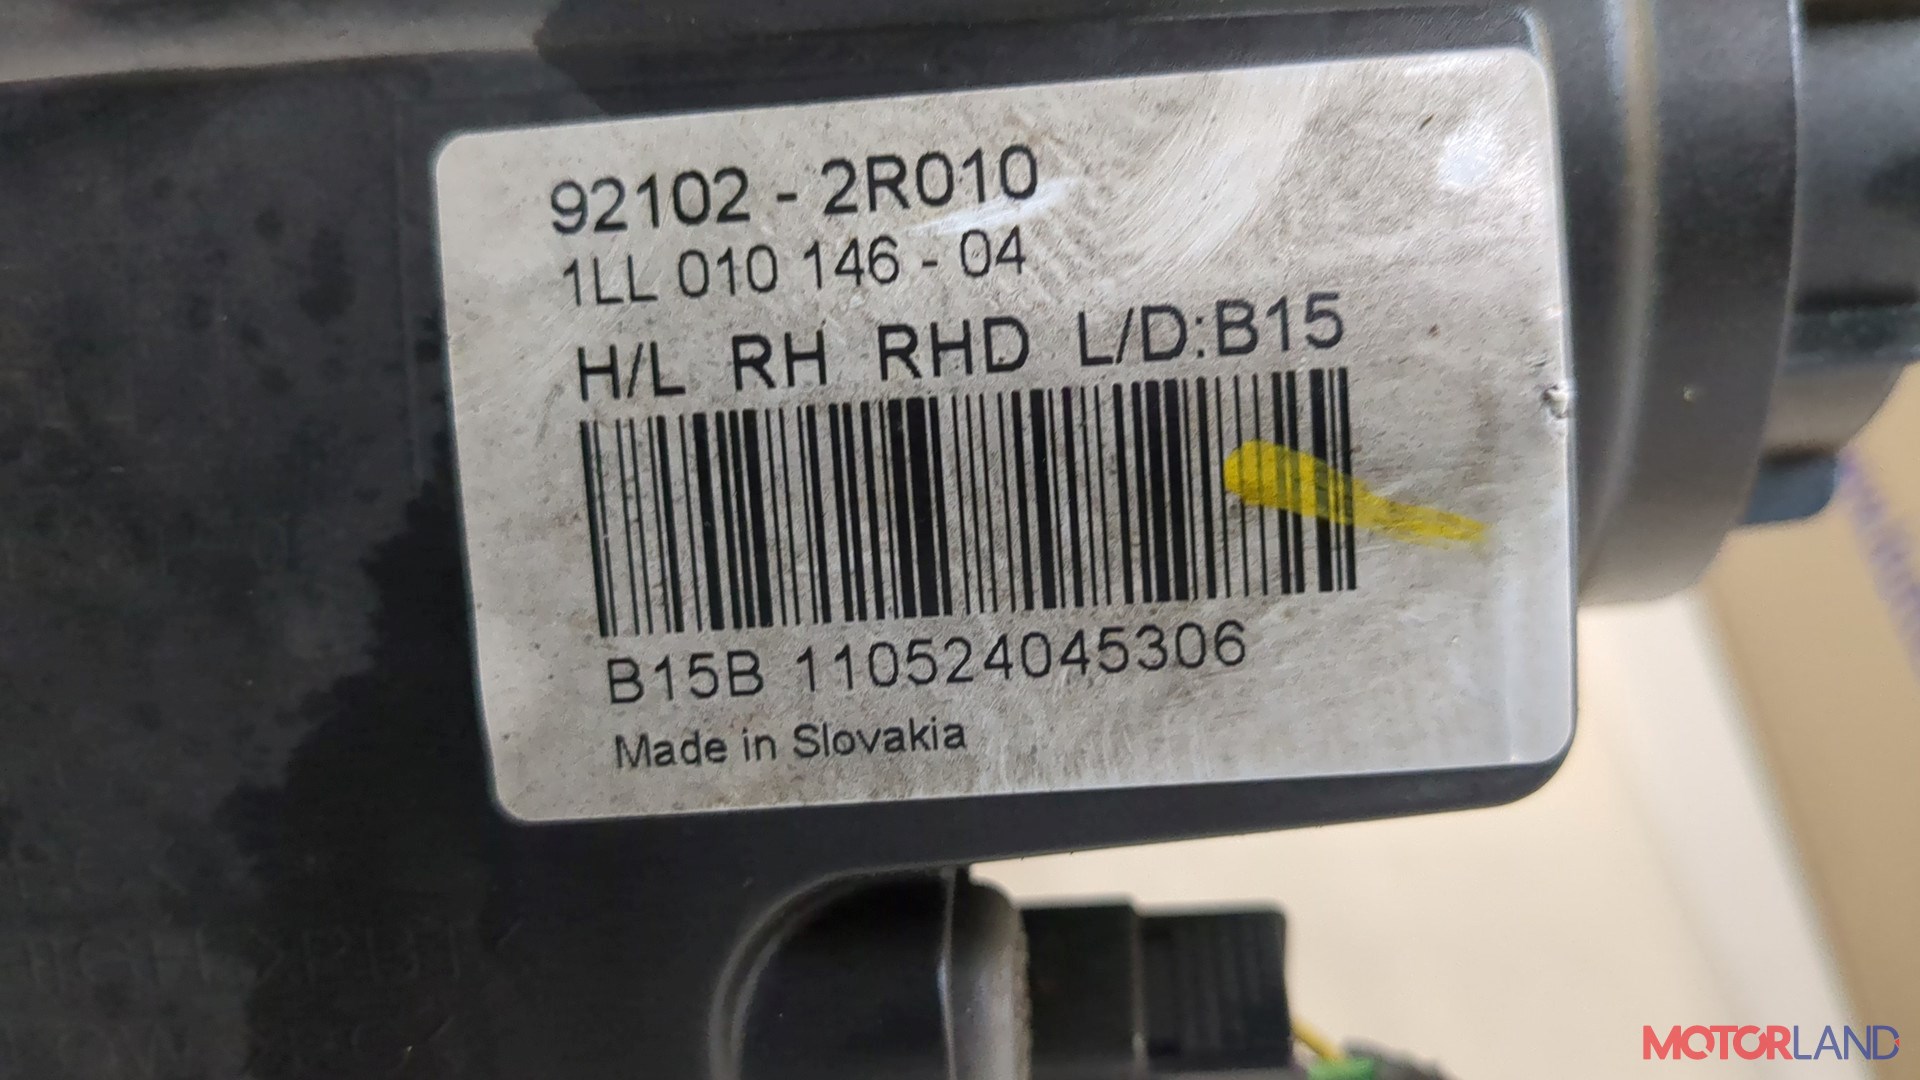 92102 - 2R010
1LL 010 146 - 04
H/L RH RHD L/D:B15
B15B 110524045306
Made in Slovakia
MOTORLAND